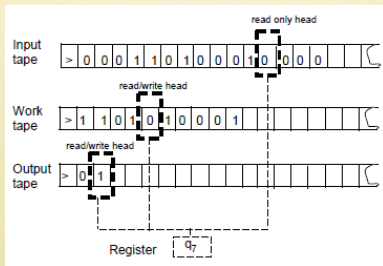 read only head
Input tape > 0 0 0 1 1 0 1 0 0 0 1 0 0 0 0
read/write head
Work tape > 1 1 0 1 0 1 0 0 0 1
read/write head
Output tape > 0 1
Register q7